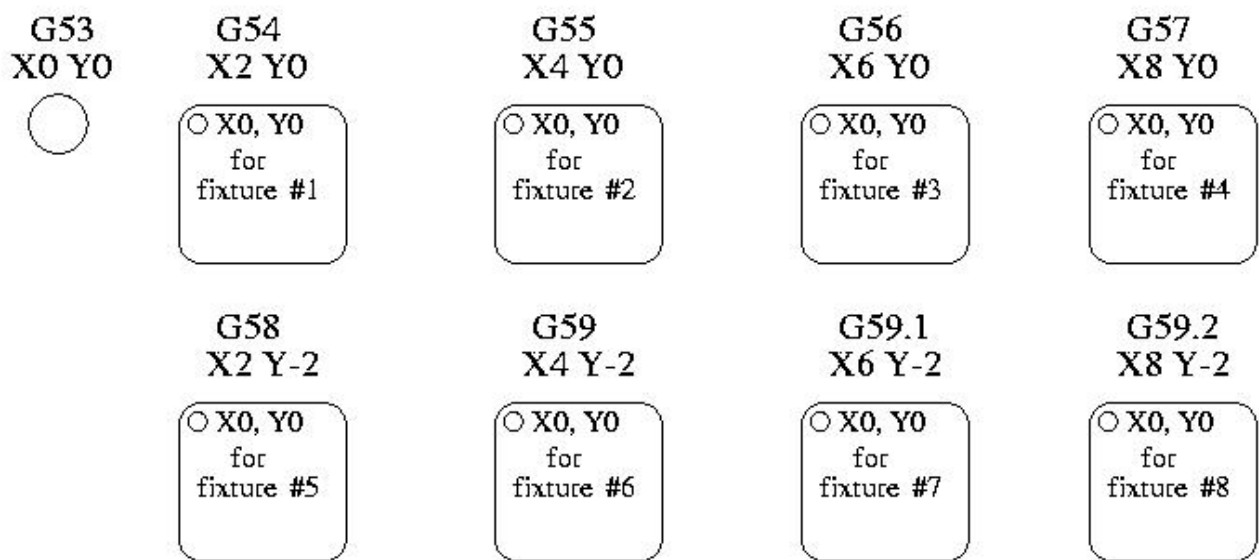 G53 G54 G55 G56 G57
X0 Y0 X2 Y0 X4 Y0 X6 Y0 X8 Y0
X0, Y0 X0, Y0 X0, Y0 X0, Y0
for for for for
fixture #1 fixture #2 fixture #3 fixture #4
G58 G59 G59.1 G59.2
X2 Y-2 X4 Y-2 X6 Y-2 X8 Y-2
X0, Y0 X0, Y0 X0, Y0 X0, Y0
for for for for
fixture #5 fixture #6 fixture #7 fixture #8